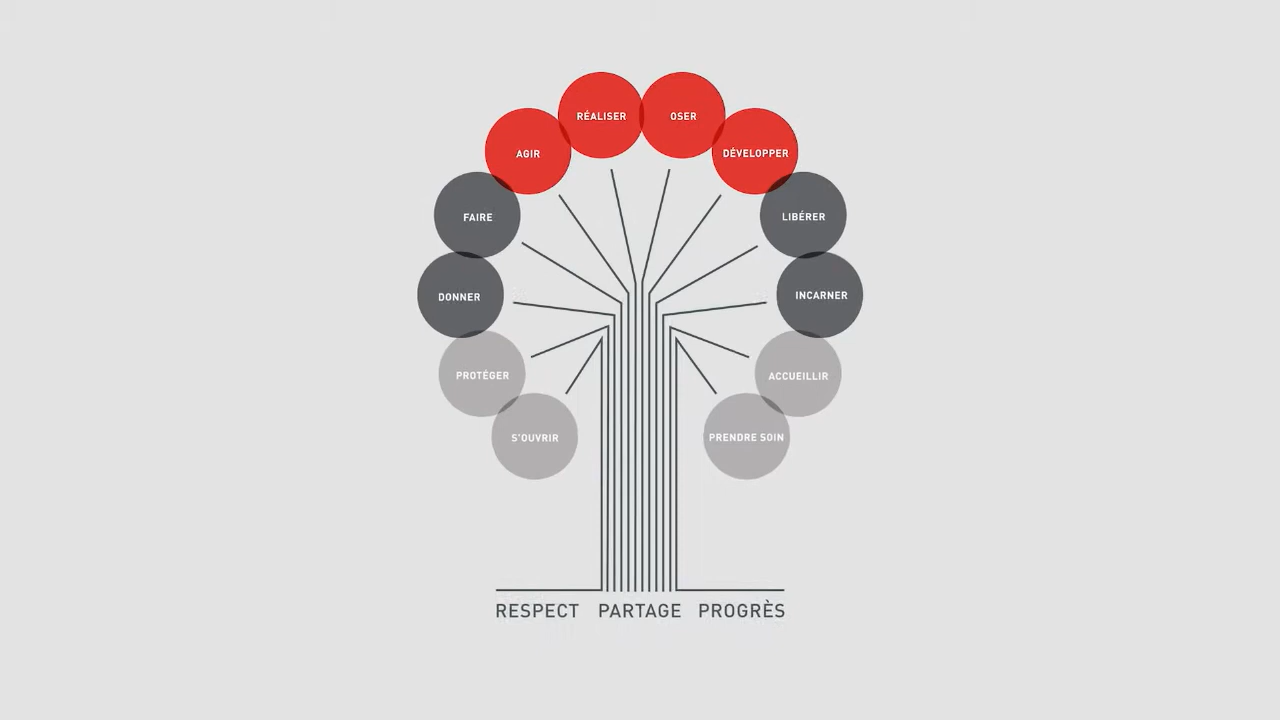 RÉALISER
OSER
AGIR
DÉVELOPPER
FAIRE
LIBÉRER
DONNER
INCARNER
PROTÉGER
ACCUEILLIR
S'OUVRIR
PRENDRE SOIN
RESPECT PARTAGE PROGRÈS